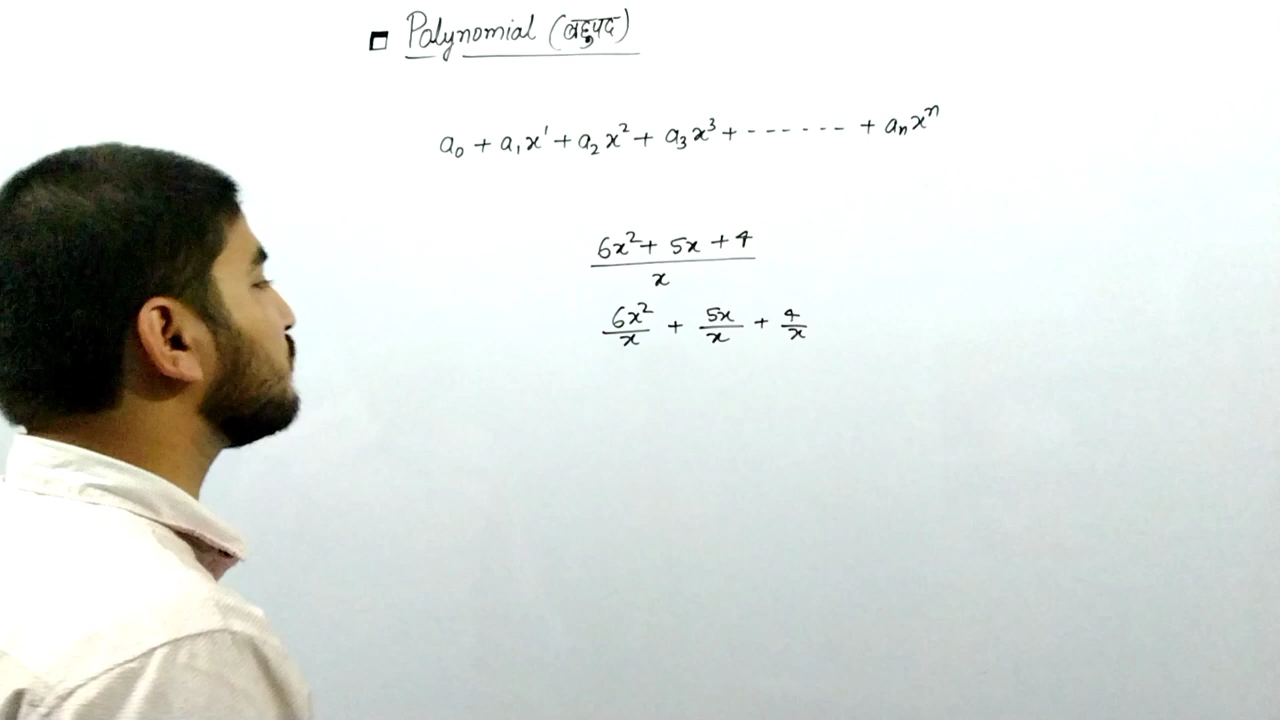 Polynomial (बहुपद)
a₀ + a₁x¹ + a₂x² + a₃x³ + ------ + aₙxⁿ
6x² + 5x + 4
x
6x²/x + 5x/x + 4/x